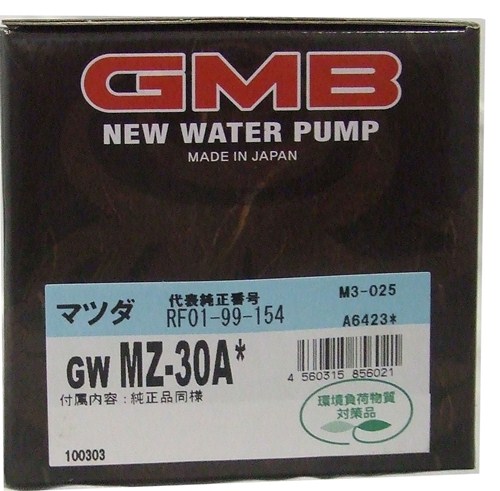 GMB
NEW WATER PUMP
MADE IN JAPAN
マツダ
代表純正番号
RF01-99-154
M3-025
A6423*
GW MZ-30A*
付属内容：純正品同様
4 560315 856021
環境負荷物質
対策品
100303